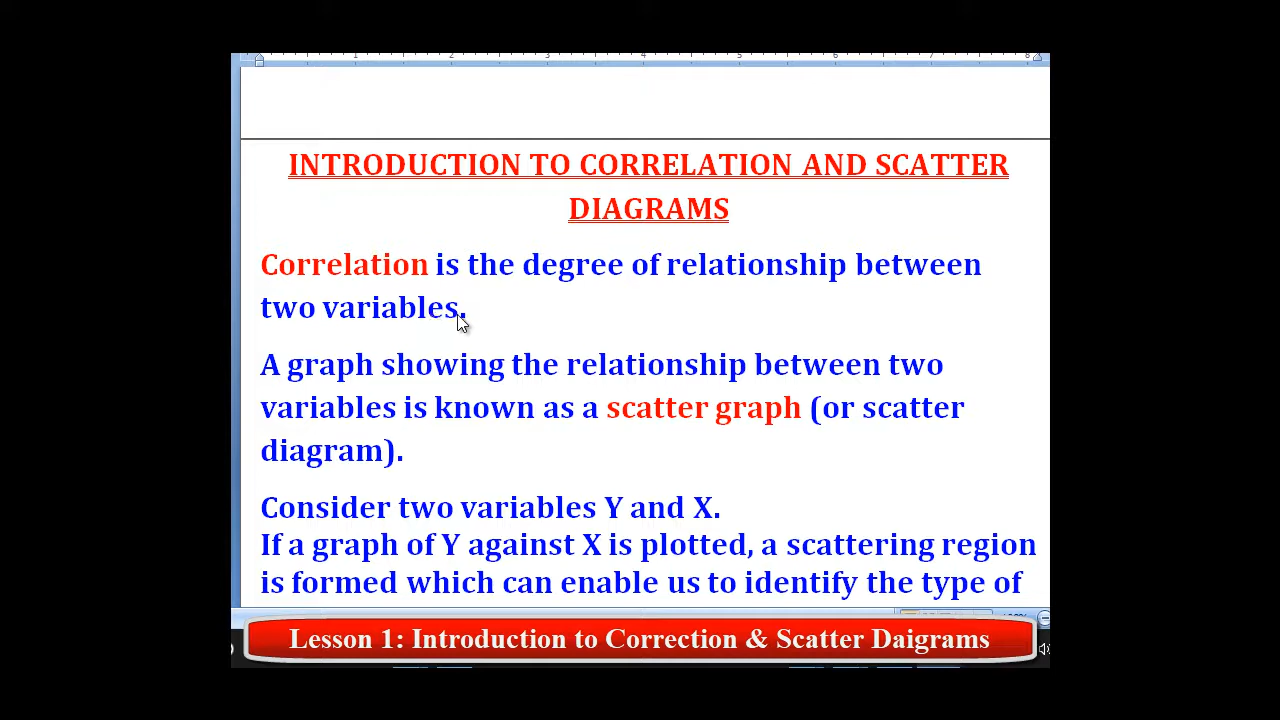 INTRODUCTION TO CORRELATION AND SCATTER
DIAGRAMS
Correlation is the degree of relationship between
two variables.
A graph showing the relationship between two
variables is known as a scatter graph (or scatter
diagram).
Consider two variables Y and X.
If a graph of Y against X is plotted, a scattering region
is formed which can enable us to identify the type of
Lesson 1: Introduction to Correction & Scatter Daigrams